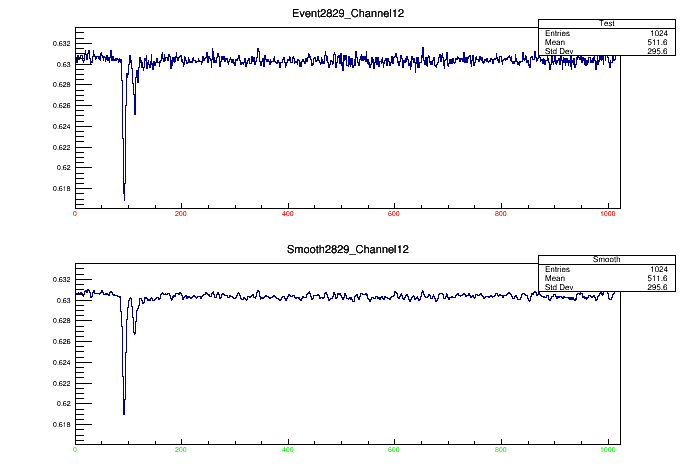 Event2829_Channel12
Test
Entries 1024
Mean 511.6
Std Dev 295.6
0.632
0.63
0.628
0.626
0.624
0.622
0.62
0.618
0 200 400 600 800 1000
Smooth2829_Channel12
Smooth
Entries 1024
Mean 511.6
Std Dev 295.6
0.632
0.63
0.628
0.626
0.624
0.622
0.62
0.618
0 200 400 600 800 1000